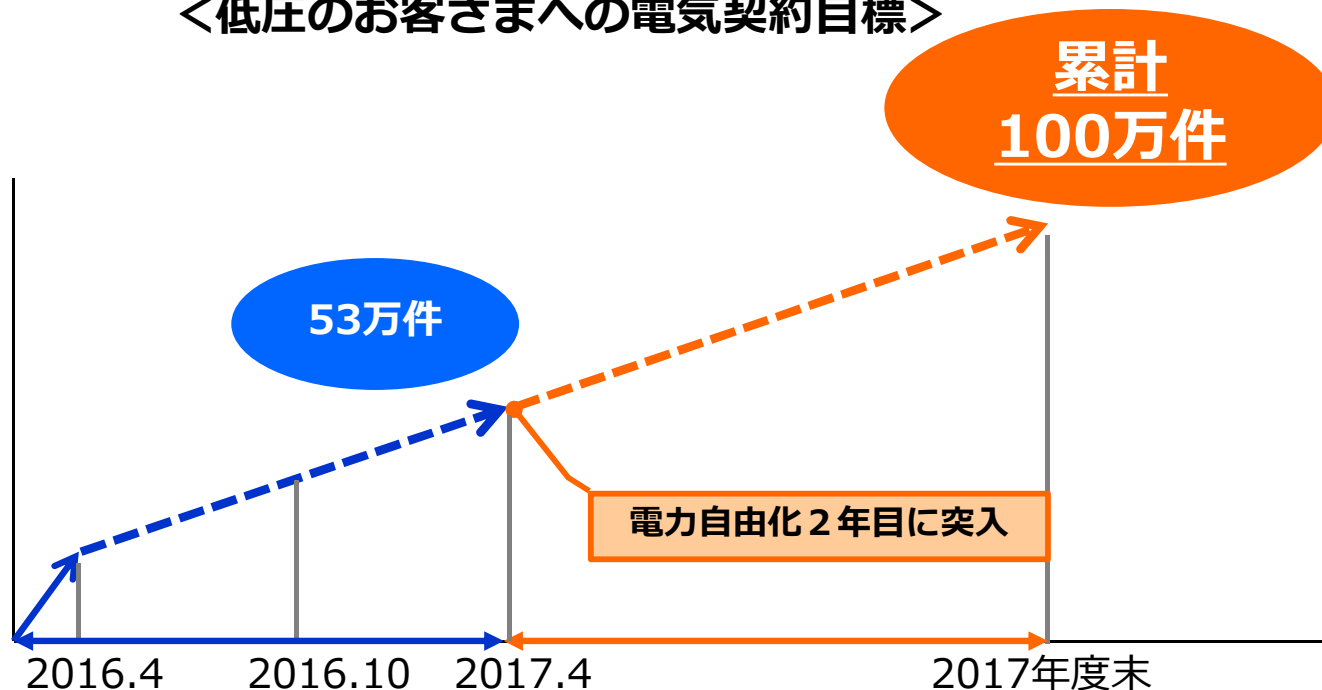 ＜低圧のお客さまへの電気契約目標＞
累計
100万件
53万件
電力自由化２年目に突入
2016.4
2016.10
2017.4
2017年度末